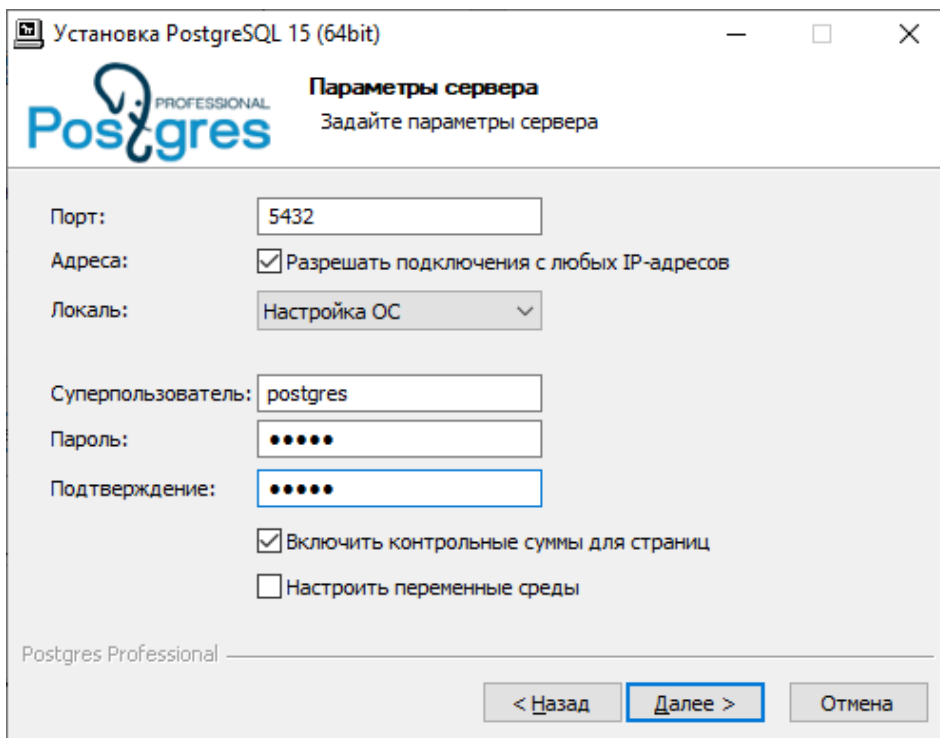 Установка PostgreSQL 15 (64bit)
PROFESSIONAL
Postgres
Параметры сервера
Задайте параметры сервера
Порт: 5432
Адреса: Разрешать подключения с любых IP-адресов
Локаль: Настройка ОС
Суперпользователь: postgres
Пароль: •••••
Подтверждение: •••••
Включить контрольные суммы для страниц
Настроить переменные среды
Postgres Professional
< Назад Далее > Отмена